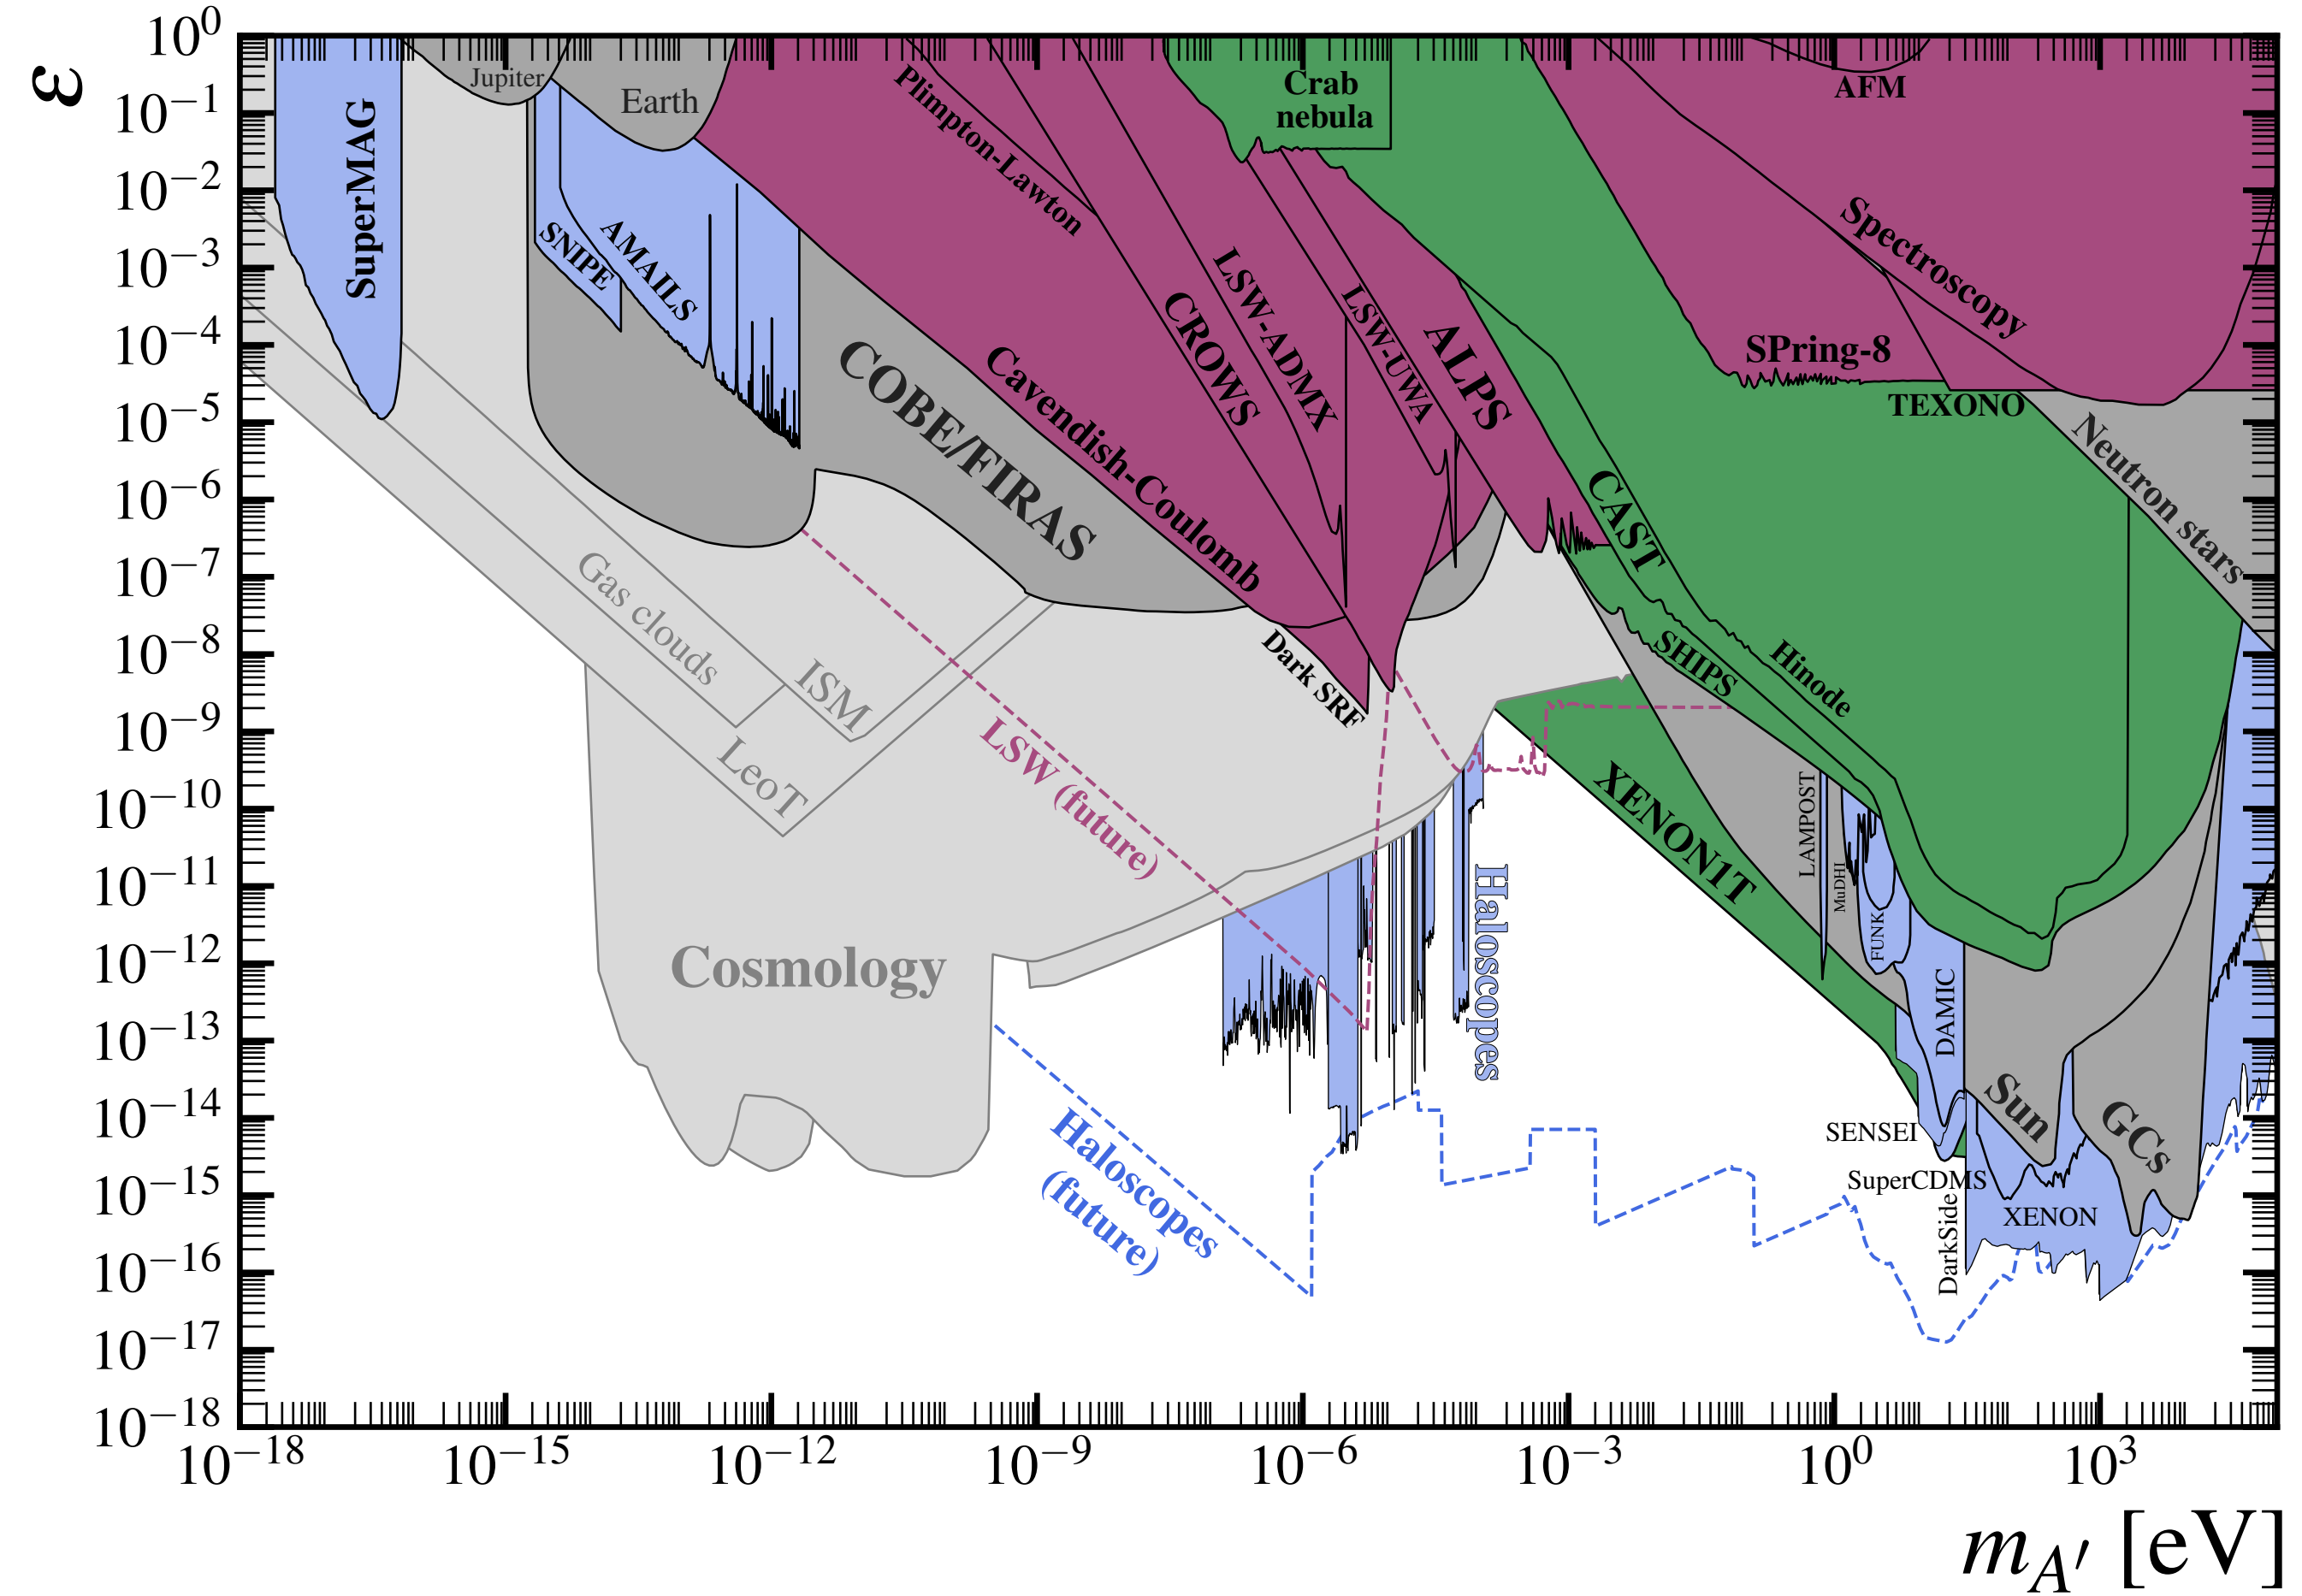 ε
10^0
10^−1
10^−2
10^−3
10^−4
10^−5
10^−6
10^−7
10^−8
10^−9
10^−10
10^−11
10^−12
10^−13
10^−14
10^−15
10^−16
10^−17
10^−18
SuperMAG
Jupiter
Earth
SNIPE
AMAILS
COBE/FIRAS
Plimpton-Lawton
Cavendish-Coulomb
CROWS
LSW-ADMX
LSW-UWA
ALPS
Crab
nebula
AFM
Spectroscopy
SPring-8
TEXONO
Neutron stars
CAST
SHIPS
Hinode
Dark SRF
Gas clouds
ISM
LeoT
LSW (future)
Cosmology
Haloscopes
(future)
Haloscopes
XENON1T
LAMPOST
MuDHI
FUNK
DAMIC
SENSEI
SuperCDMS
DarkSide
XENON
Sun
GCs
10^−18
10^−15
10^−12
10^−9
10^−6
10^−3
10^0
10^3
m_A′ [eV]